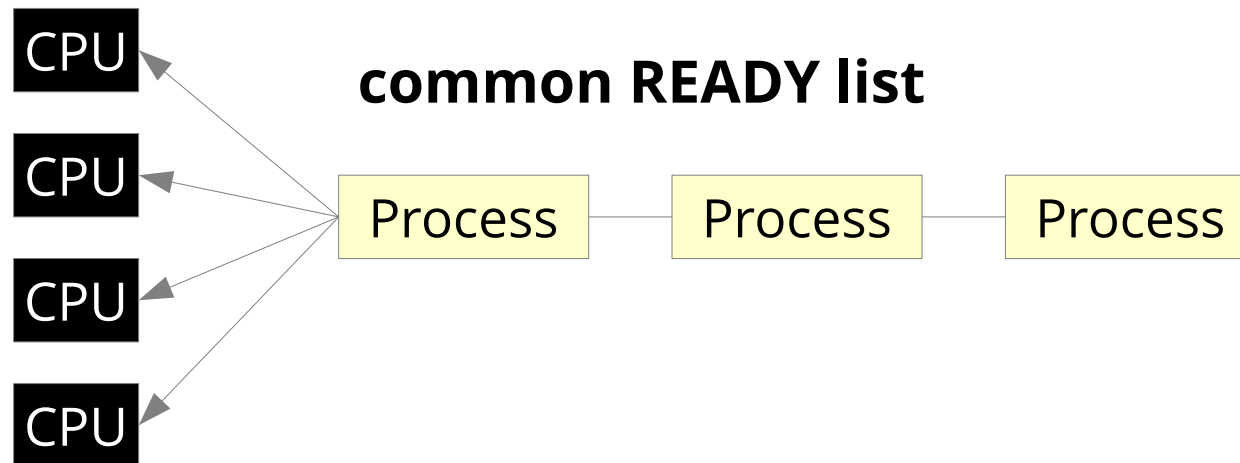 CPU
common READY list
CPU
Process Process Process
CPU
CPU